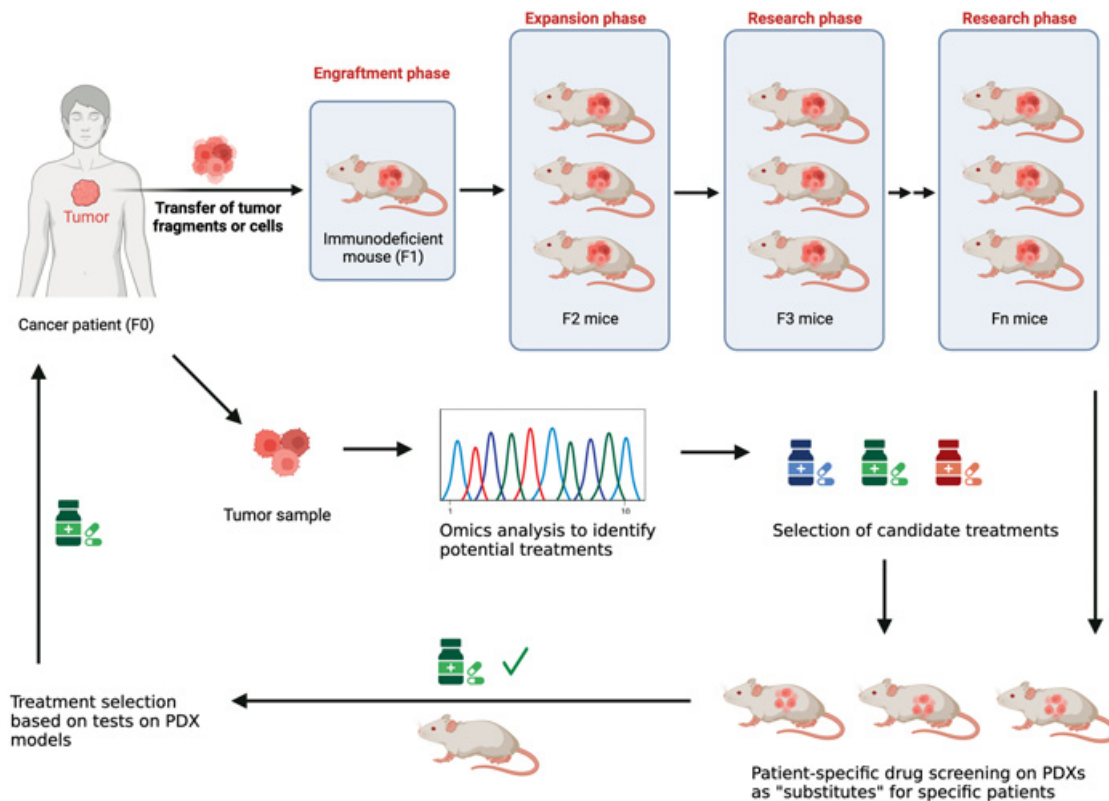 Expansion phase
Research phase
Research phase
Engraftment phase
Tumor
Transfer of tumor
fragments or cells
Immunodeficient
mouse (F1)
F2 mice
F3 mice
Fn mice
Cancer patient (F0)
Tumor sample
1
10
Omics analysis to identify
potential treatments
Selection of candidate treatments
Treatment selection
based on tests on PDX
models
Patient-specific drug screening on PDXs
as "substitutes" for specific patients